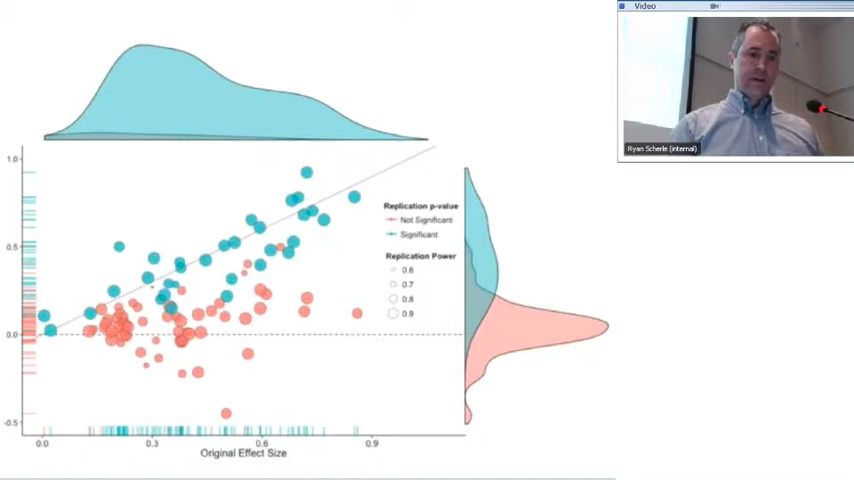 Video
Ryan Scherle (internal)
1.0
0.5
0.0
-0.5
0.0
0.3
0.6
0.9
Original Effect Size
Replication p-value
Not Significant
Significant
Replication Power
0.6
0.7
0.8
0.9